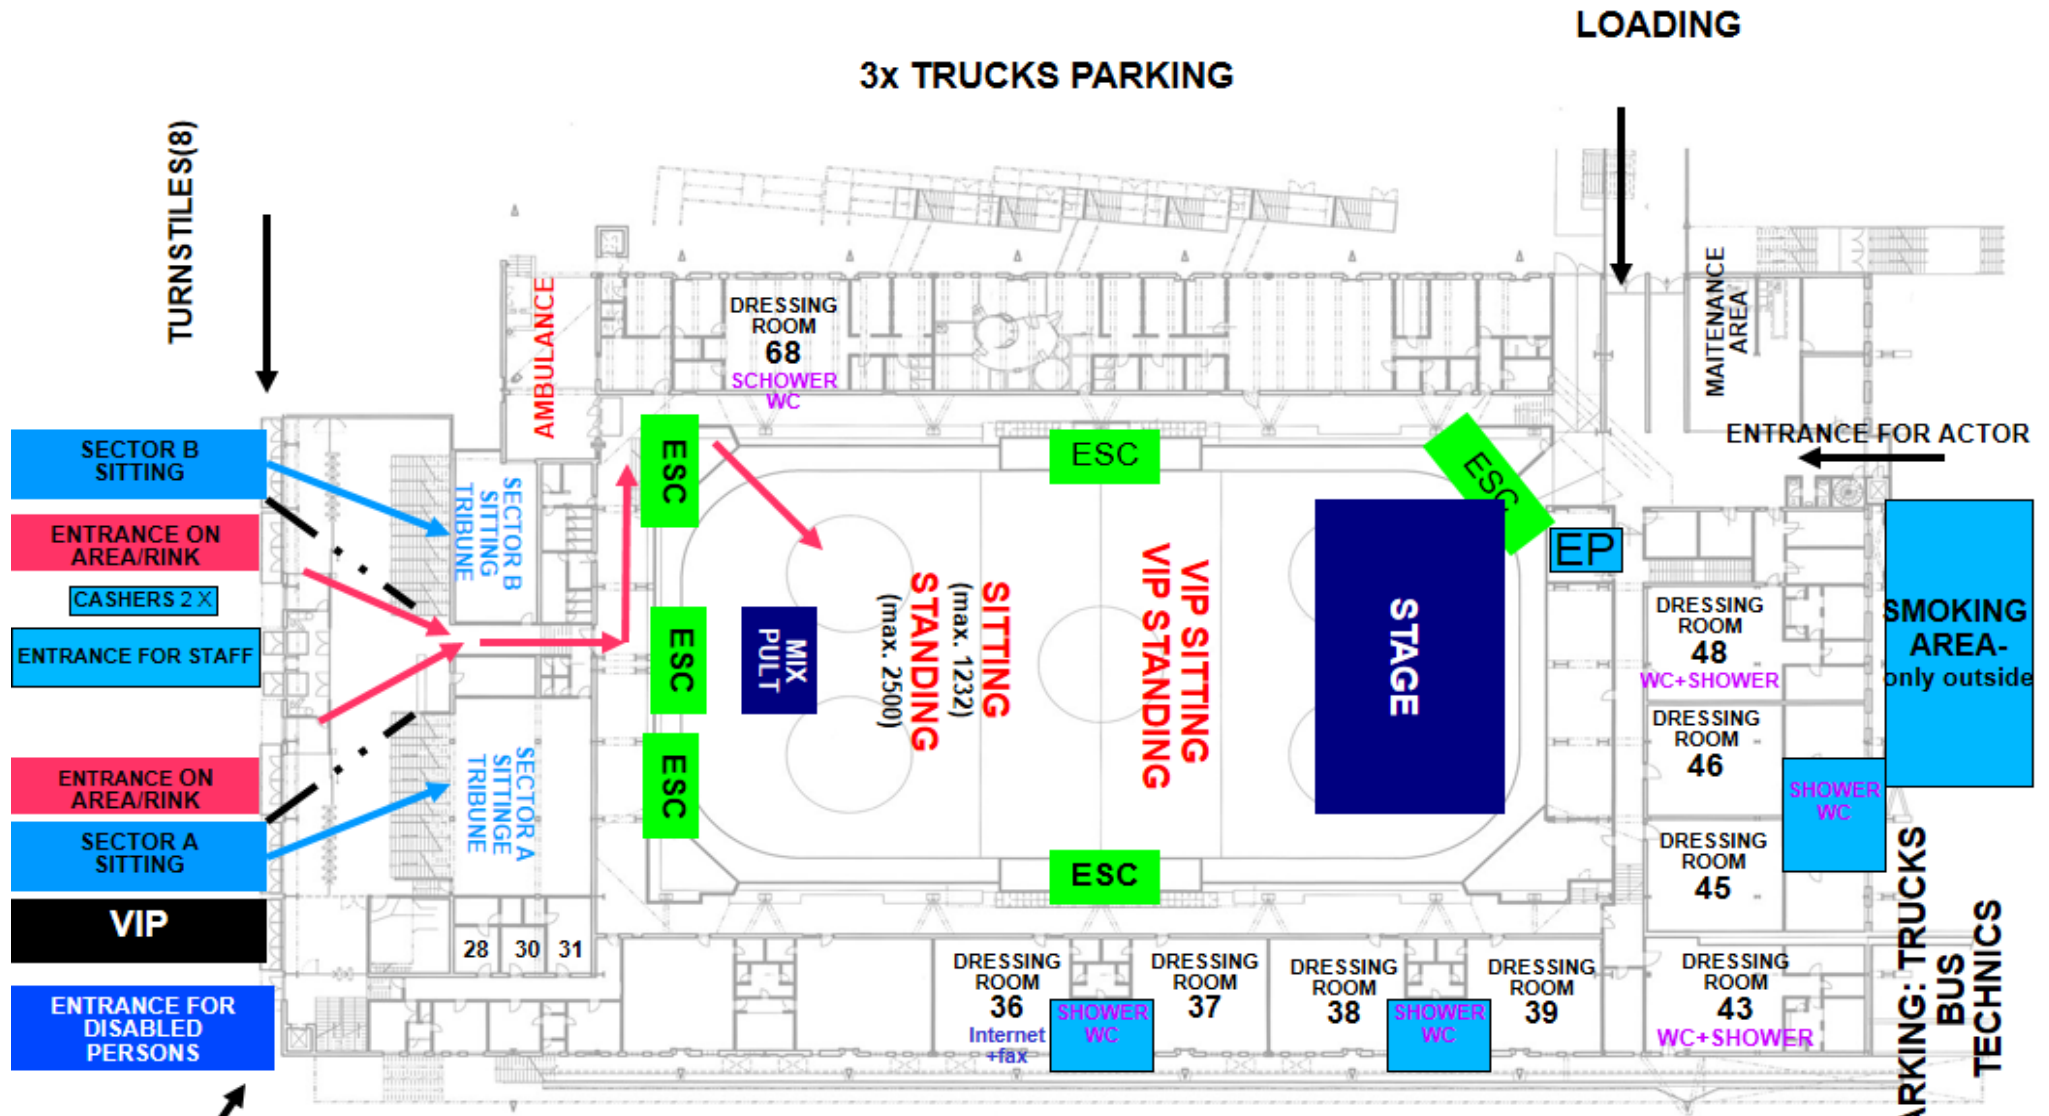 LOADING
3x TRUCKS PARKING
TURNSTILES(8)
AMBULANCE
DRESSING
ROOM
68
SCHOWER
WC
MAITENANCE
AREA
ENTRANCE FOR ACTOR
SECTOR B
SITTING
ENTRANCE ON
AREA/RINK
CASHERS 2 X
ENTRANCE FOR STAFF
ENTRANCE ON
AREA/RINK
SECTOR A
SITTING
VIP
ENTRANCE FOR
DISABLED
PERSONS
SECTOR B
SITTING
TRIBUNE
SECTOR A
SITTINGE
TRIBUNE
28
30
31
ESC
ESC
ESC
ESC
ESC
ESC
MIX
PULT
SITTING
(max. 1232)
STANDING
(max. 2500)
VIP SITTING
VIP STANDING
STAGE
EP
DRESSING
ROOM
48
WC+SHOWER
DRESSING
ROOM
46
SHOWER
WC
DRESSING
ROOM
45
SMOKING
AREA-
only outside
DRESSING
ROOM
36
Internet
+fax
SHOWER
WC
DRESSING
ROOM
37
DRESSING
ROOM
38
SHOWER
WC
DRESSING
ROOM
39
DRESSING
ROOM
43
WC+SHOWER
ARKING: TRUCKS
BUS
TECHNICS